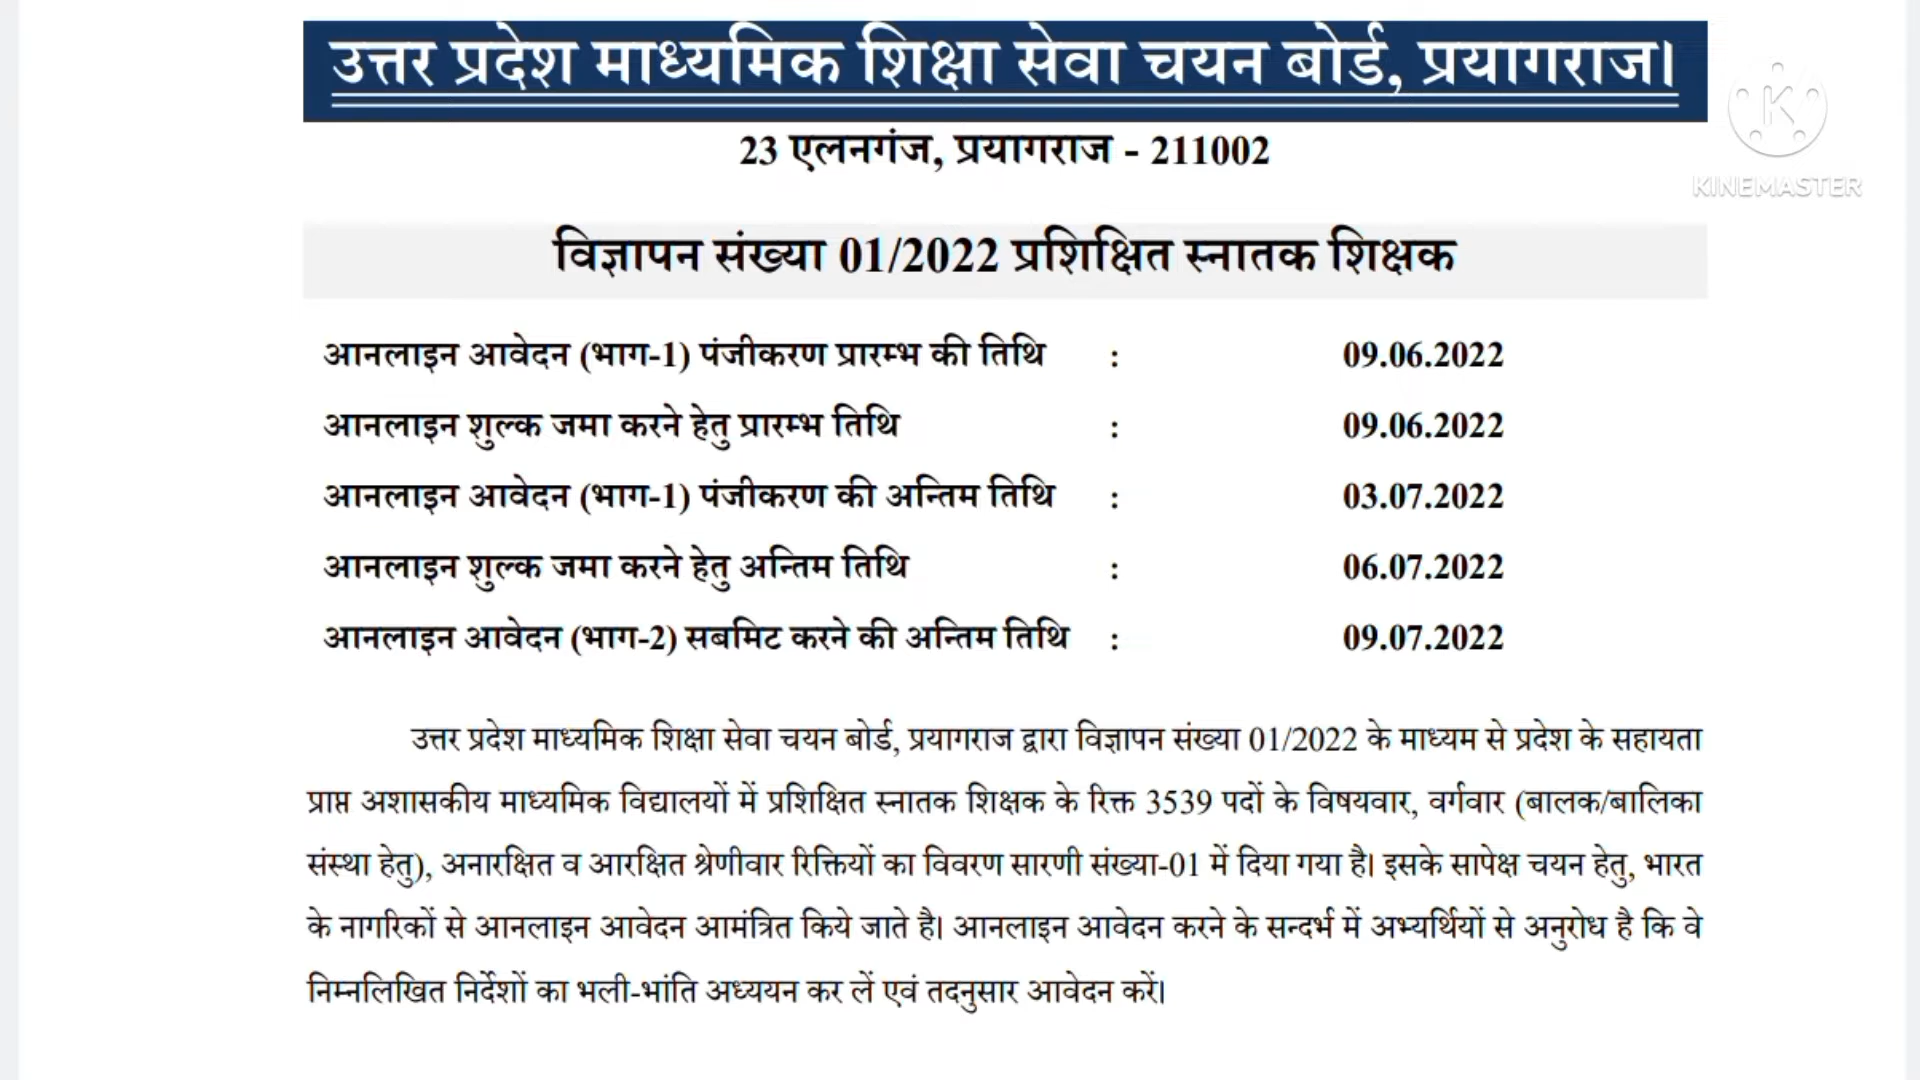 उत्तर प्रदेश माध्यमिक शिक्षा सेवा चयन बोर्ड, प्रयागराज।
KINEMASTER
23 एलनगंज, प्रयागराज - 211002
विज्ञापन संख्या 01/2022 प्रशिक्षित स्नातक शिक्षक
आनलाइन आवेदन (भाग-1) पंजीकरण प्रारम्भ की तिथि : 09.06.2022
आनलाइन शुल्क जमा करने हेतु प्रारम्भ तिथि : 09.06.2022
आनलाइन आवेदन (भाग-1) पंजीकरण की अन्तिम तिथि : 03.07.2022
आनलाइन शुल्क जमा करने हेतु अन्तिम तिथि : 06.07.2022
आनलाइन आवेदन (भाग-2) सबमिट करने की अन्तिम तिथि : 09.07.2022
उत्तर प्रदेश माध्यमिक शिक्षा सेवा चयन बोर्ड, प्रयागराज द्वारा विज्ञापन संख्या 01/2022 के माध्यम से प्रदेश के सहायता
प्राप्त अशासकीय माध्यमिक विद्यालयों में प्रशिक्षित स्नातक शिक्षक के रिक्त 3539 पदों के विषयवार, वर्गवार (बालक/बालिका
संस्था हेतु), अनारक्षित व आरक्षित श्रेणीवार रिक्तियों का विवरण सारणी संख्या-01 में दिया गया है। इसके सापेक्ष चयन हेतु, भारत
के नागरिकों से आनलाइन आवेदन आमंत्रित किये जाते है। आनलाइन आवेदन करने के सन्दर्भ में अभ्यर्थियों से अनुरोध है कि वे
निम्नलिखित निर्देशों का भली-भांति अध्ययन कर लें एवं तदनुसार आवेदन करें।